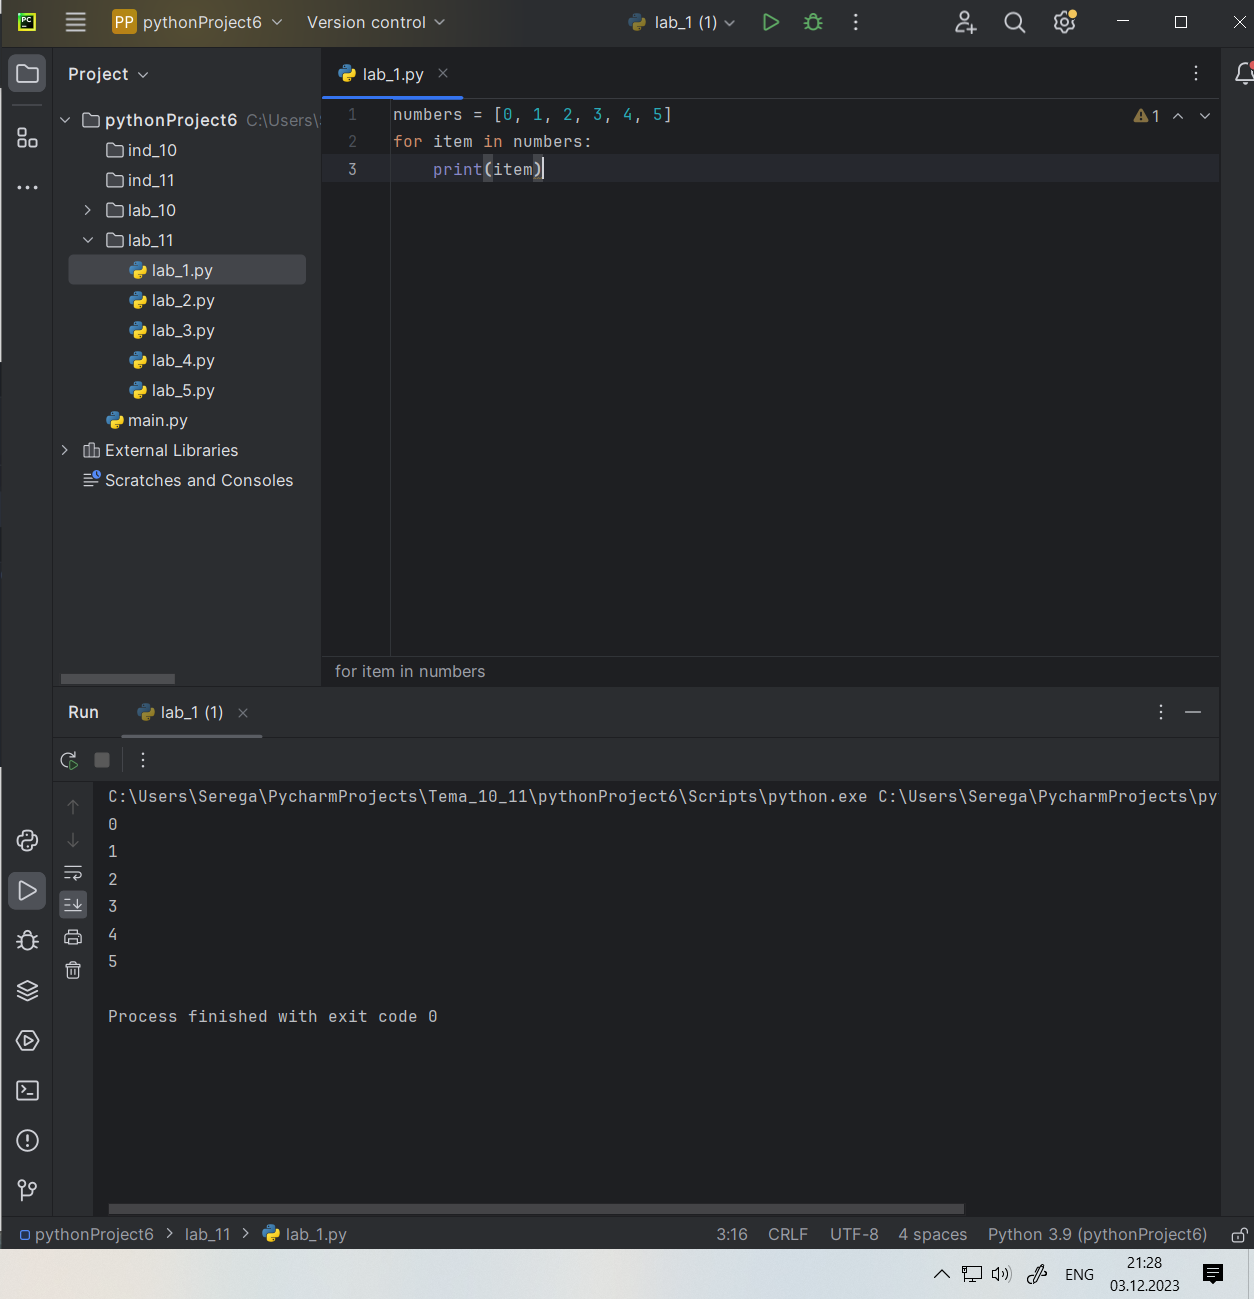 PC
PP pythonProject6
Version control
lab_1 (1)
Project
lab_1.py
pythonProject6 C:\Users\
ind_10
ind_11
lab_10
lab_11
lab_1.py
lab_2.py
lab_3.py
lab_4.py
lab_5.py
main.py
External Libraries
Scratches and Consoles
1 numbers = [0, 1, 2, 3, 4, 5]
2 for item in numbers:
3 print(item)
1
for item in numbers
Run lab_1 (1)
C:\Users\Serega\PycharmProjects\Tema_10_11\pythonProject6\Scripts\python.exe C:\Users\Serega\PycharmProjects\py
0
1
2
3
4
5
Process finished with exit code 0
pythonProject6 > lab_11 > lab_1.py 3:16 CRLF UTF-8 4 spaces Python 3.9 (pythonProject6)
ENG 21:28
03.12.2023